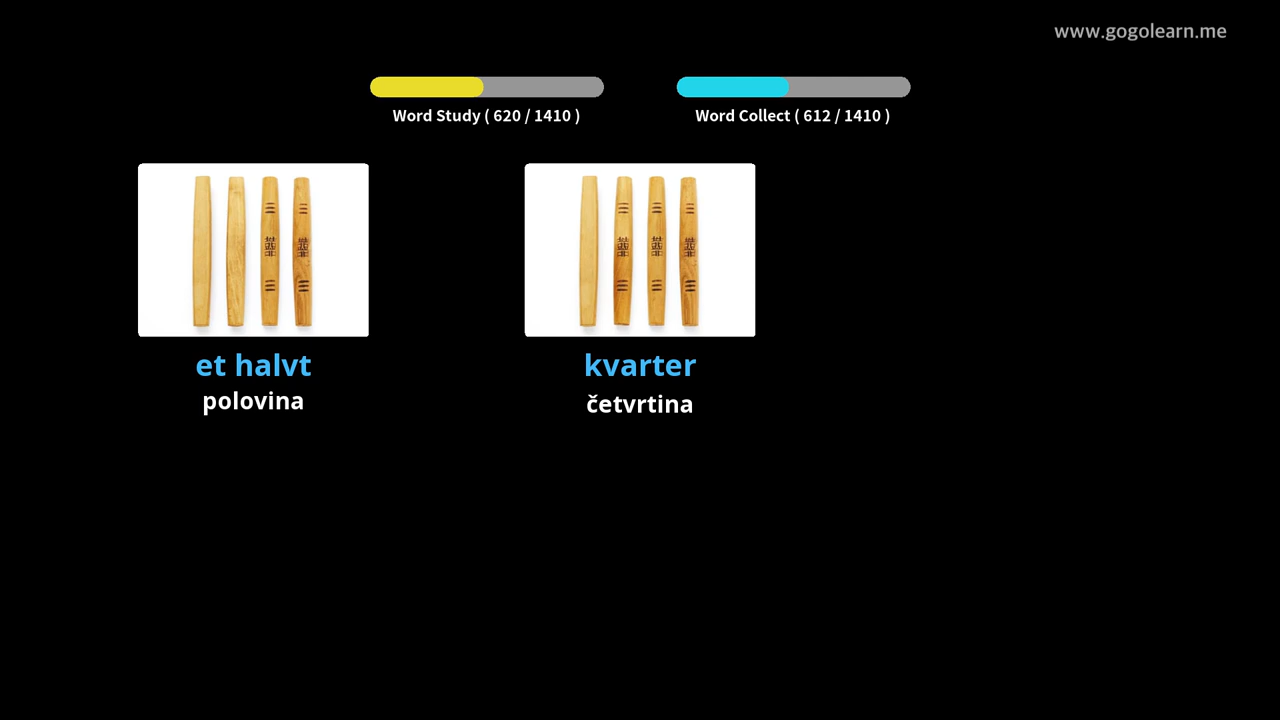 www.gogolearn.me
Word Study ( 620 / 1410 )
Word Collect ( 612 / 1410 )
et halvt
polovina
kvarter
četvrtina